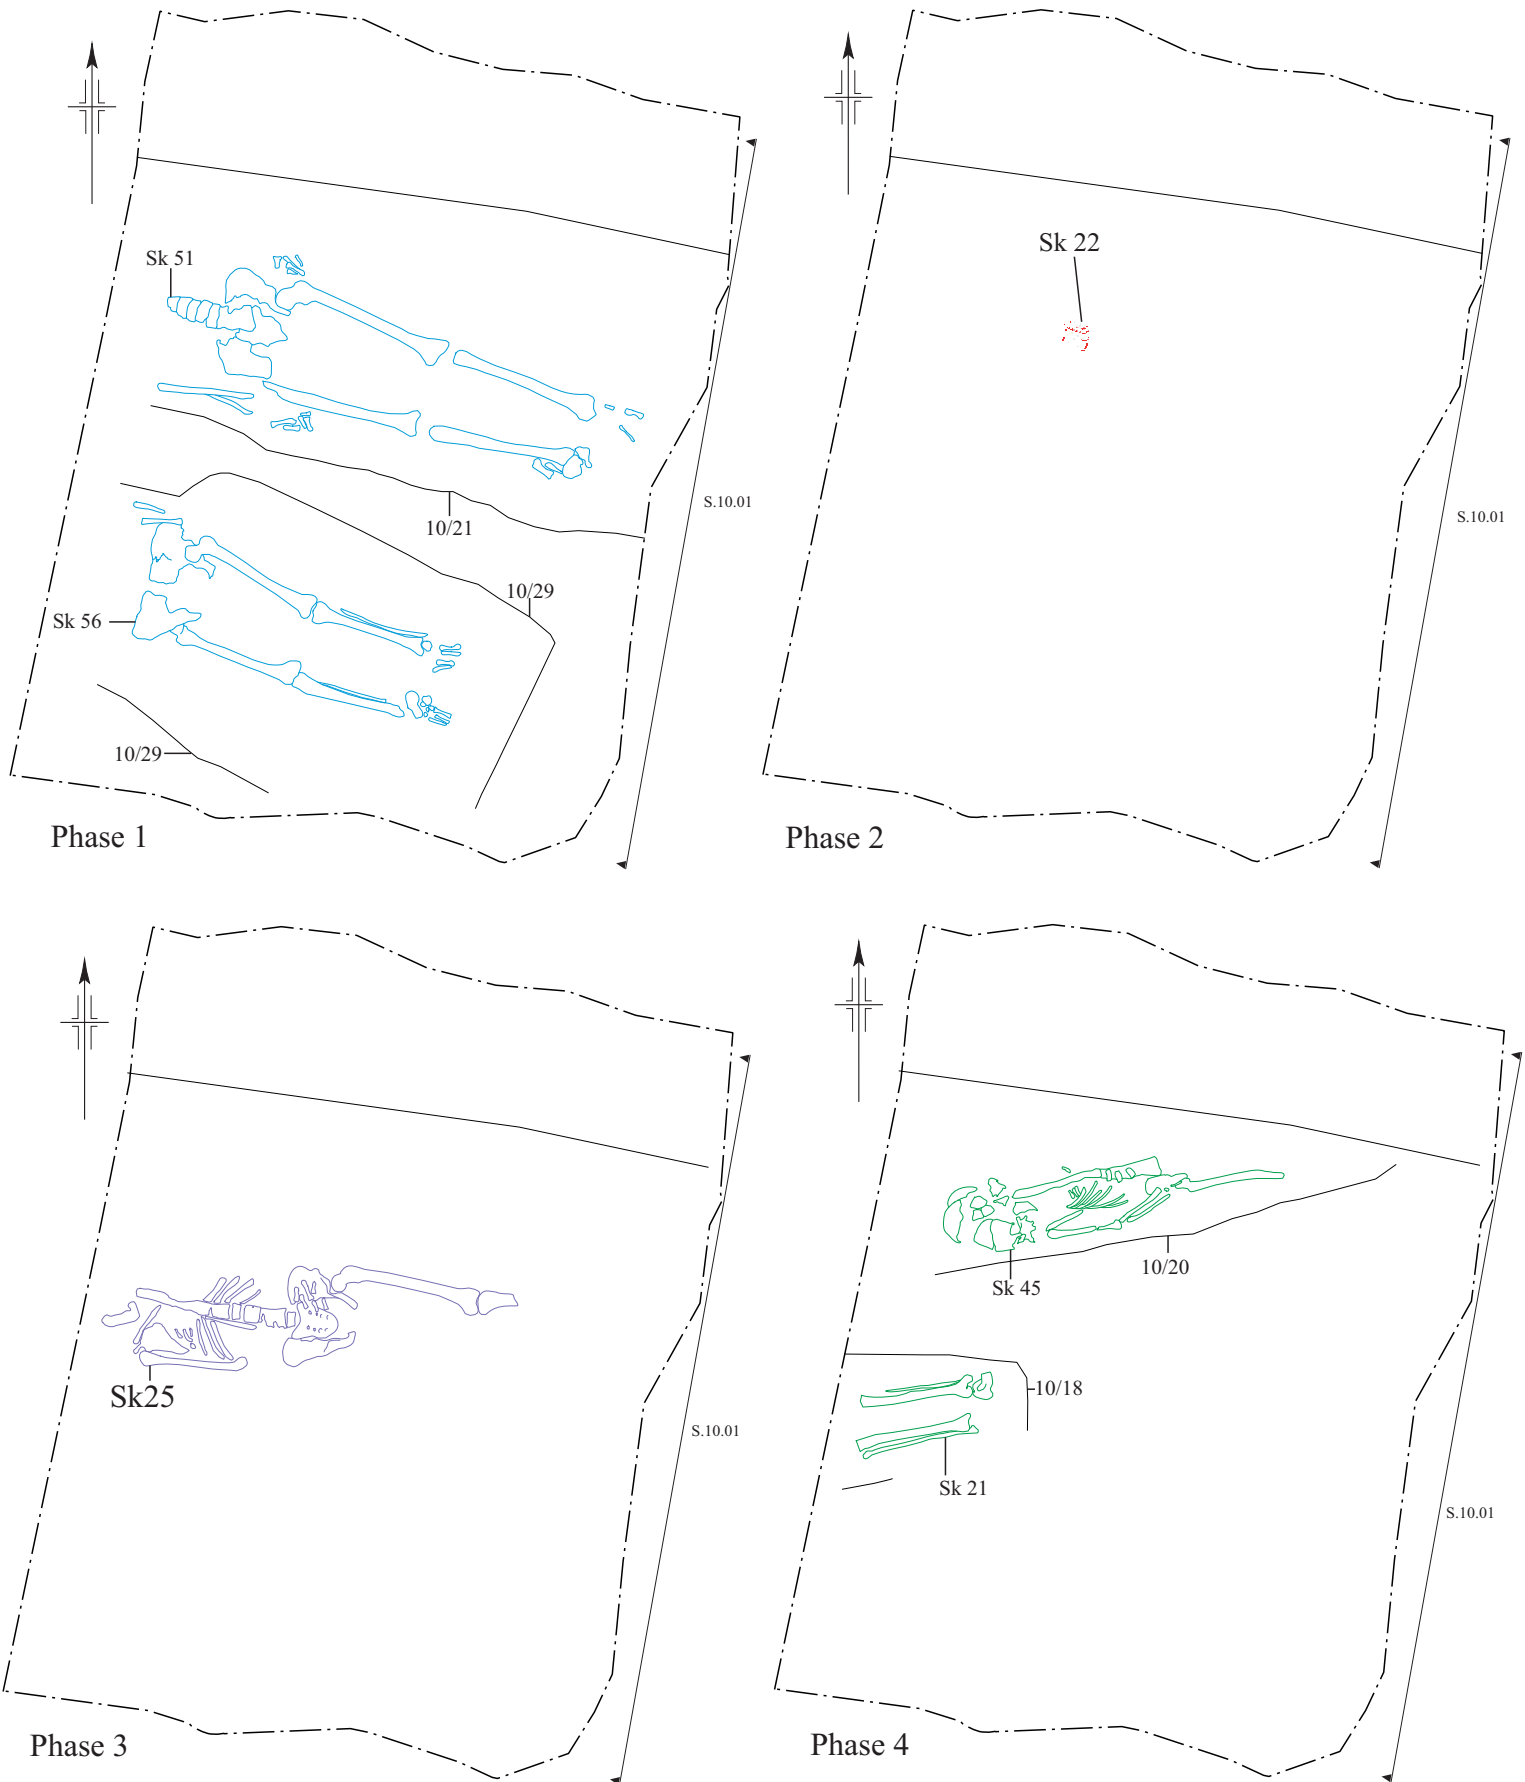 Sk 51
10/21
S.10.01
10/29
Sk 56
10/29
Phase 1
Sk 22
S.10.01
Phase 2
Sk25
S.10.01
Phase 3
10/20
Sk 45
10/18
Sk 21
S.10.01
Phase 4